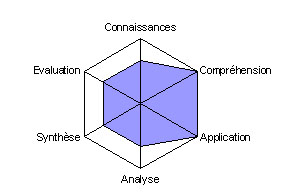 Connaissances
Evaluation
Compréhension
Synthèse
Application
Analyse